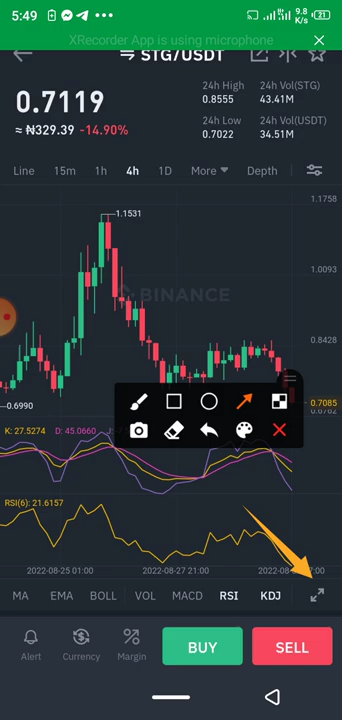 5:49
9.8
K/s
21
XRecorder App is using microphone
STG/USDT
0.7119
≈ ₦329.39 -14.90%
24h High
0.8555
24h Vol(STG)
43.41M
24h Low
0.7022
24h Vol(USDT)
34.51M
Line 15m 1h 4h 1D More Depth
1.1758
1.1531
1.0093
BINANCE
0.8428
0.7085
0.6990
K: 27.5274 D: 45.0660
RSI(6): 21.6157
2022-08-25 01:00 2022-08-27 21:00
MA EMA BOLL VOL MACD RSI KDJ
Alert Currency Margin BUY SELL